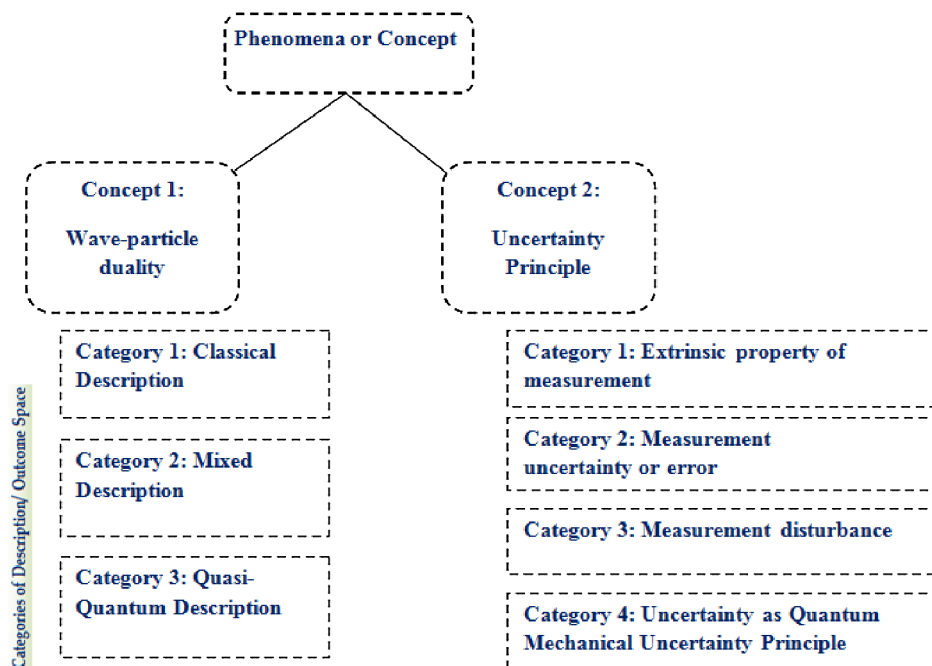 Phenomena or Concept
Concept 1:
Wave-particle
duality
Concept 2:
Uncertainty
Principle
Categories of Description/ Outcome Space
Category 1: Classical
Description
Category 2: Mixed
Description
Category 3: Quasi-
Quantum Description
Category 1: Extrinsic property of
measurement
Category 2: Measurement
uncertainty or error
Category 3: Measurement disturbance
Category 4: Uncertainty as Quantum
Mechanical Uncertainty Principle